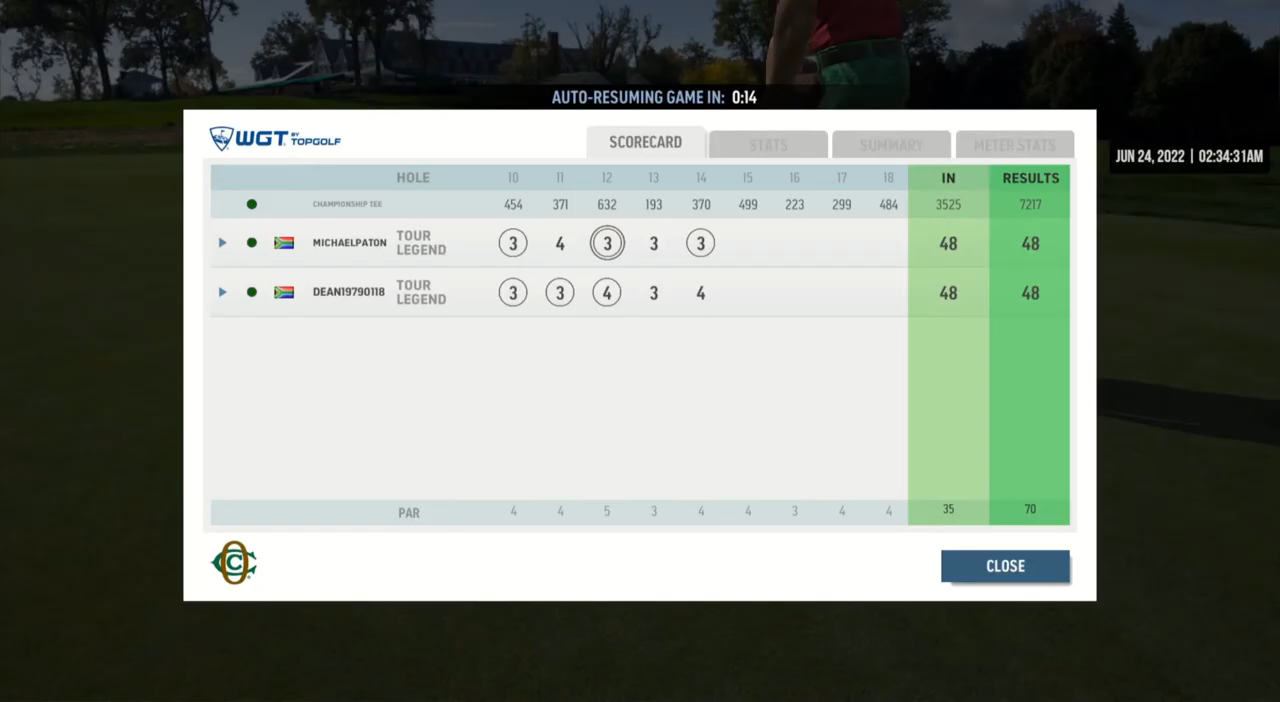 AUTO-RESUMING GAME IN: 0:14
WGT. BY TOPGOLF
SCORECARD STATS SUMMARY METER STATS
JUN 24, 2022 | 02:34:31AM
HOLE 10 11 12 13 14 15 16 17 18 IN RESULTS
CHAMPIONSHIP TEE 454 371 632 193 370 499 223 299 484 3525 7217
MICHAELPATON TOUR LEGEND 3 4 3 3 3 48 48
DEAN19790118 TOUR LEGEND 3 3 4 3 4 48 48
PAR 4 4 5 3 4 4 3 4 4 35 70
OCC
CLOSE